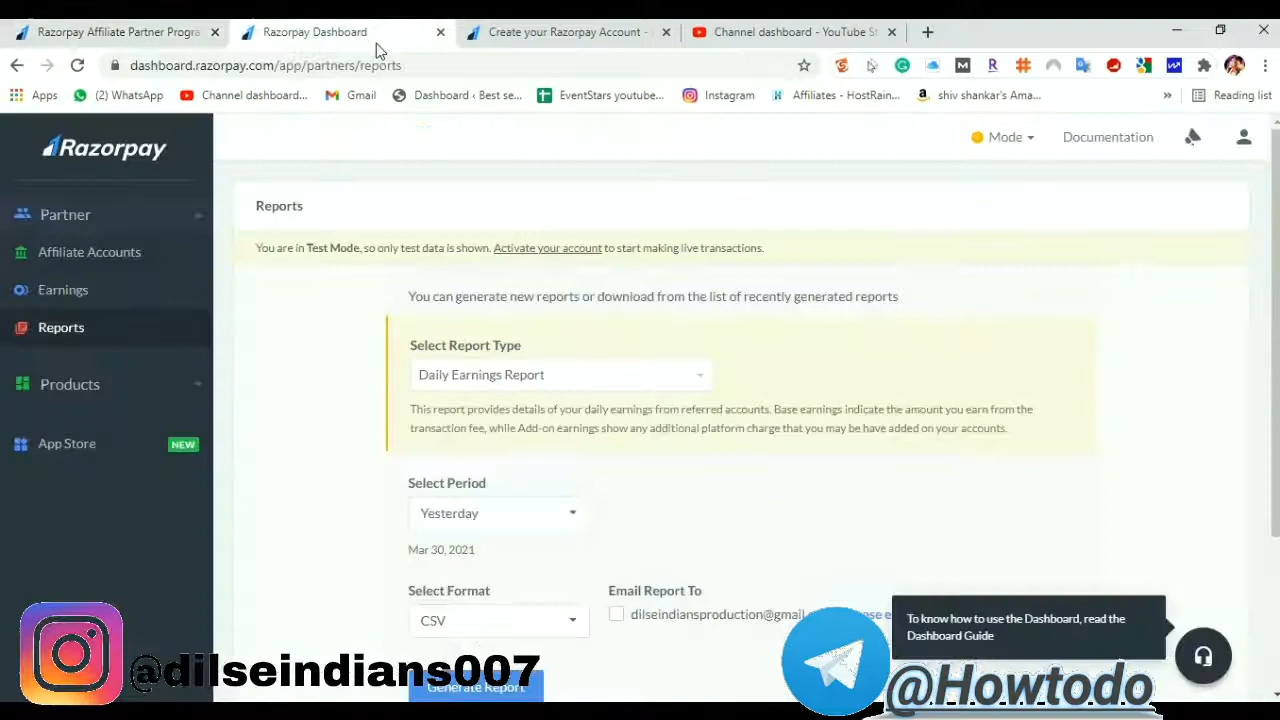 Razorpay Affiliate Partner Progra
Razorpay Dashboard
Create your Razorpay Account -
Channel dashboard - YouTube St
dashboard.razorpay.com/app/partners/reports
Apps
(2) WhatsApp
Channel dashboard...
Gmail
Dashboard ‹ Best se...
EventStars youtube...
Instagram
Affiliates - HostRain...
shiv shankar's Ama...
»
Reading list
Razorpay
Mode
Documentation
Partner
Affiliate Accounts
Earnings
Reports
Products
App Store
NEW
Reports
You are in Test Mode, so only test data is shown. Activate your account to start making live transactions.
You can generate new reports or download from the list of recently generated reports
Select Report Type
Daily Earnings Report
This report provides details of your daily earnings from referred accounts. Base earnings indicate the amount you earn from the
transaction fee, while Add-on earnings show any additional platform charge that you may be have added on your accounts.
Select Period
Yesterday
Mar 30, 2021
Select Format
Email Report To
CSV
dilseindiansproduction@gmail
To know how to use the Dashboard, read the
Dashboard Guide
Generate Report
@dilseindians007
@Howtodo